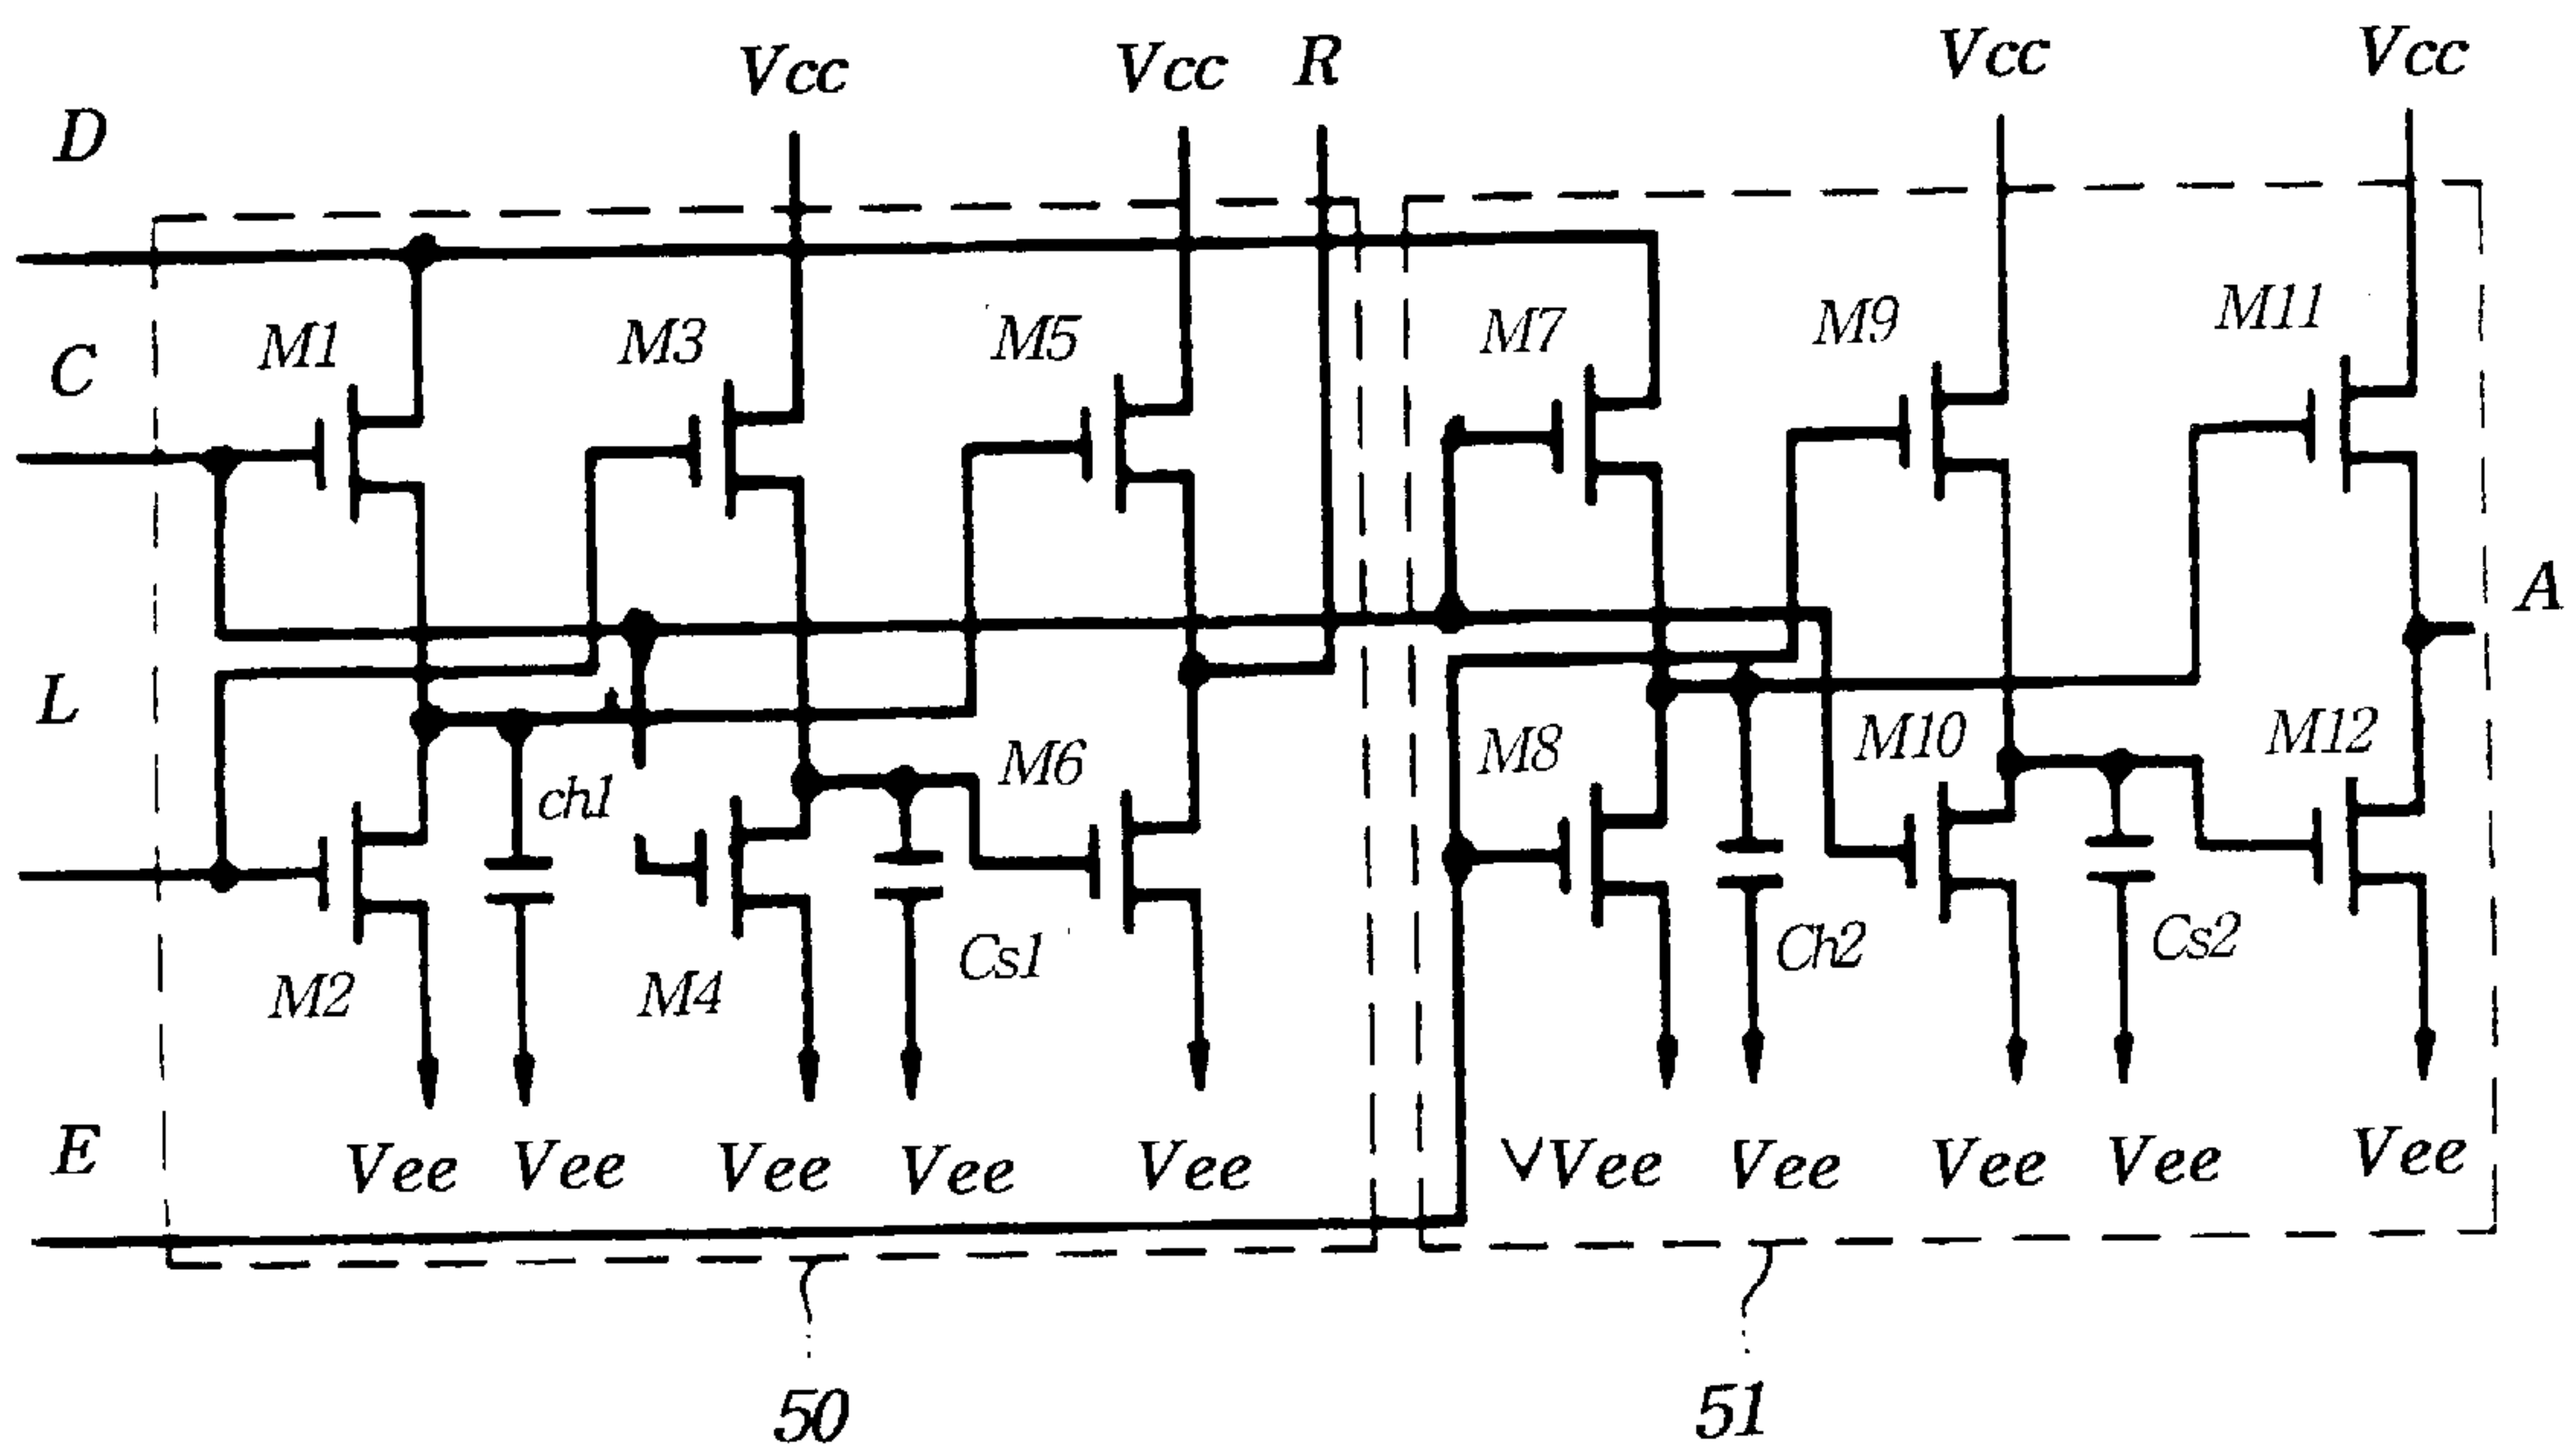 Vcc Vcc R Vcc Vcc
D
C M1 M3 M5 M7 M9 M11
A
L
ch1 M6 M8 M10 M12
M2 M4 Cs1 Ch2 Cs2
E Vee Vee Vee Vee Vee VVee Vee Vee Vee Vee
50 51